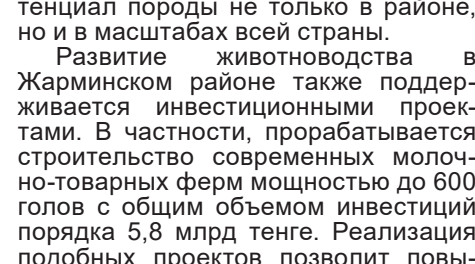 тенциал породы не только в районе,
но и в масштабах всей страны.
Развитие животноводства в
Жарминском районе также поддер-
живается инвестиционными проек-
тами. В частности, прорабатывается
строительство современных молоч-
но-товарных ферм мощностью до 600
голов с общим объемом инвестиций
порядка 5,8 млрд тенге. Реализация
подобных проектов позволит повы-